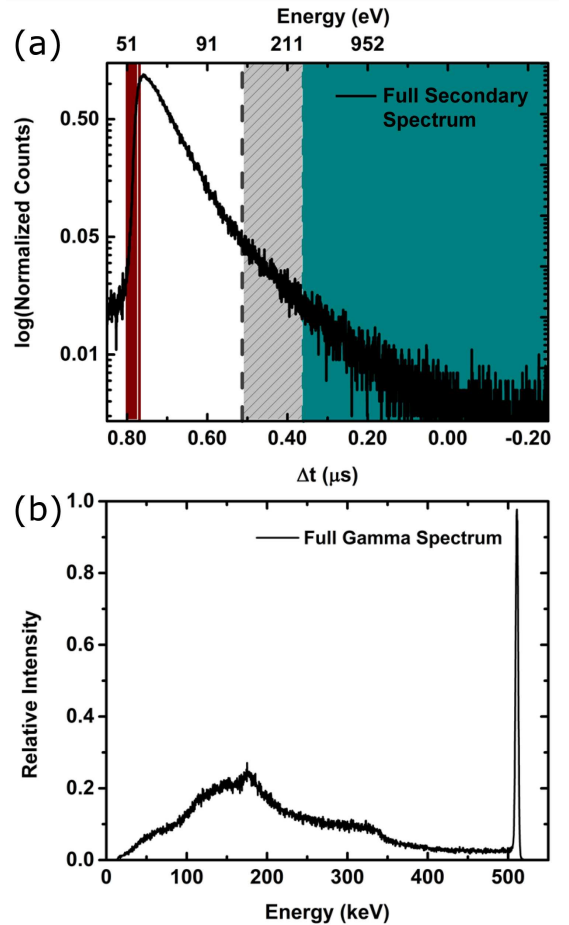 Energy (eV)
(a)
51 91 211 952
Full Secondary
Spectrum
log(Normalized Counts)
0.50
0.05
0.01
0.80 0.60 0.40 0.20 0.00 -0.20
Δt (μs)
(b)
Full Gamma Spectrum
Relative Intensity
1.0
0.8
0.6
0.4
0.2
0.0
0 100 200 300 400 500
Energy (keV)